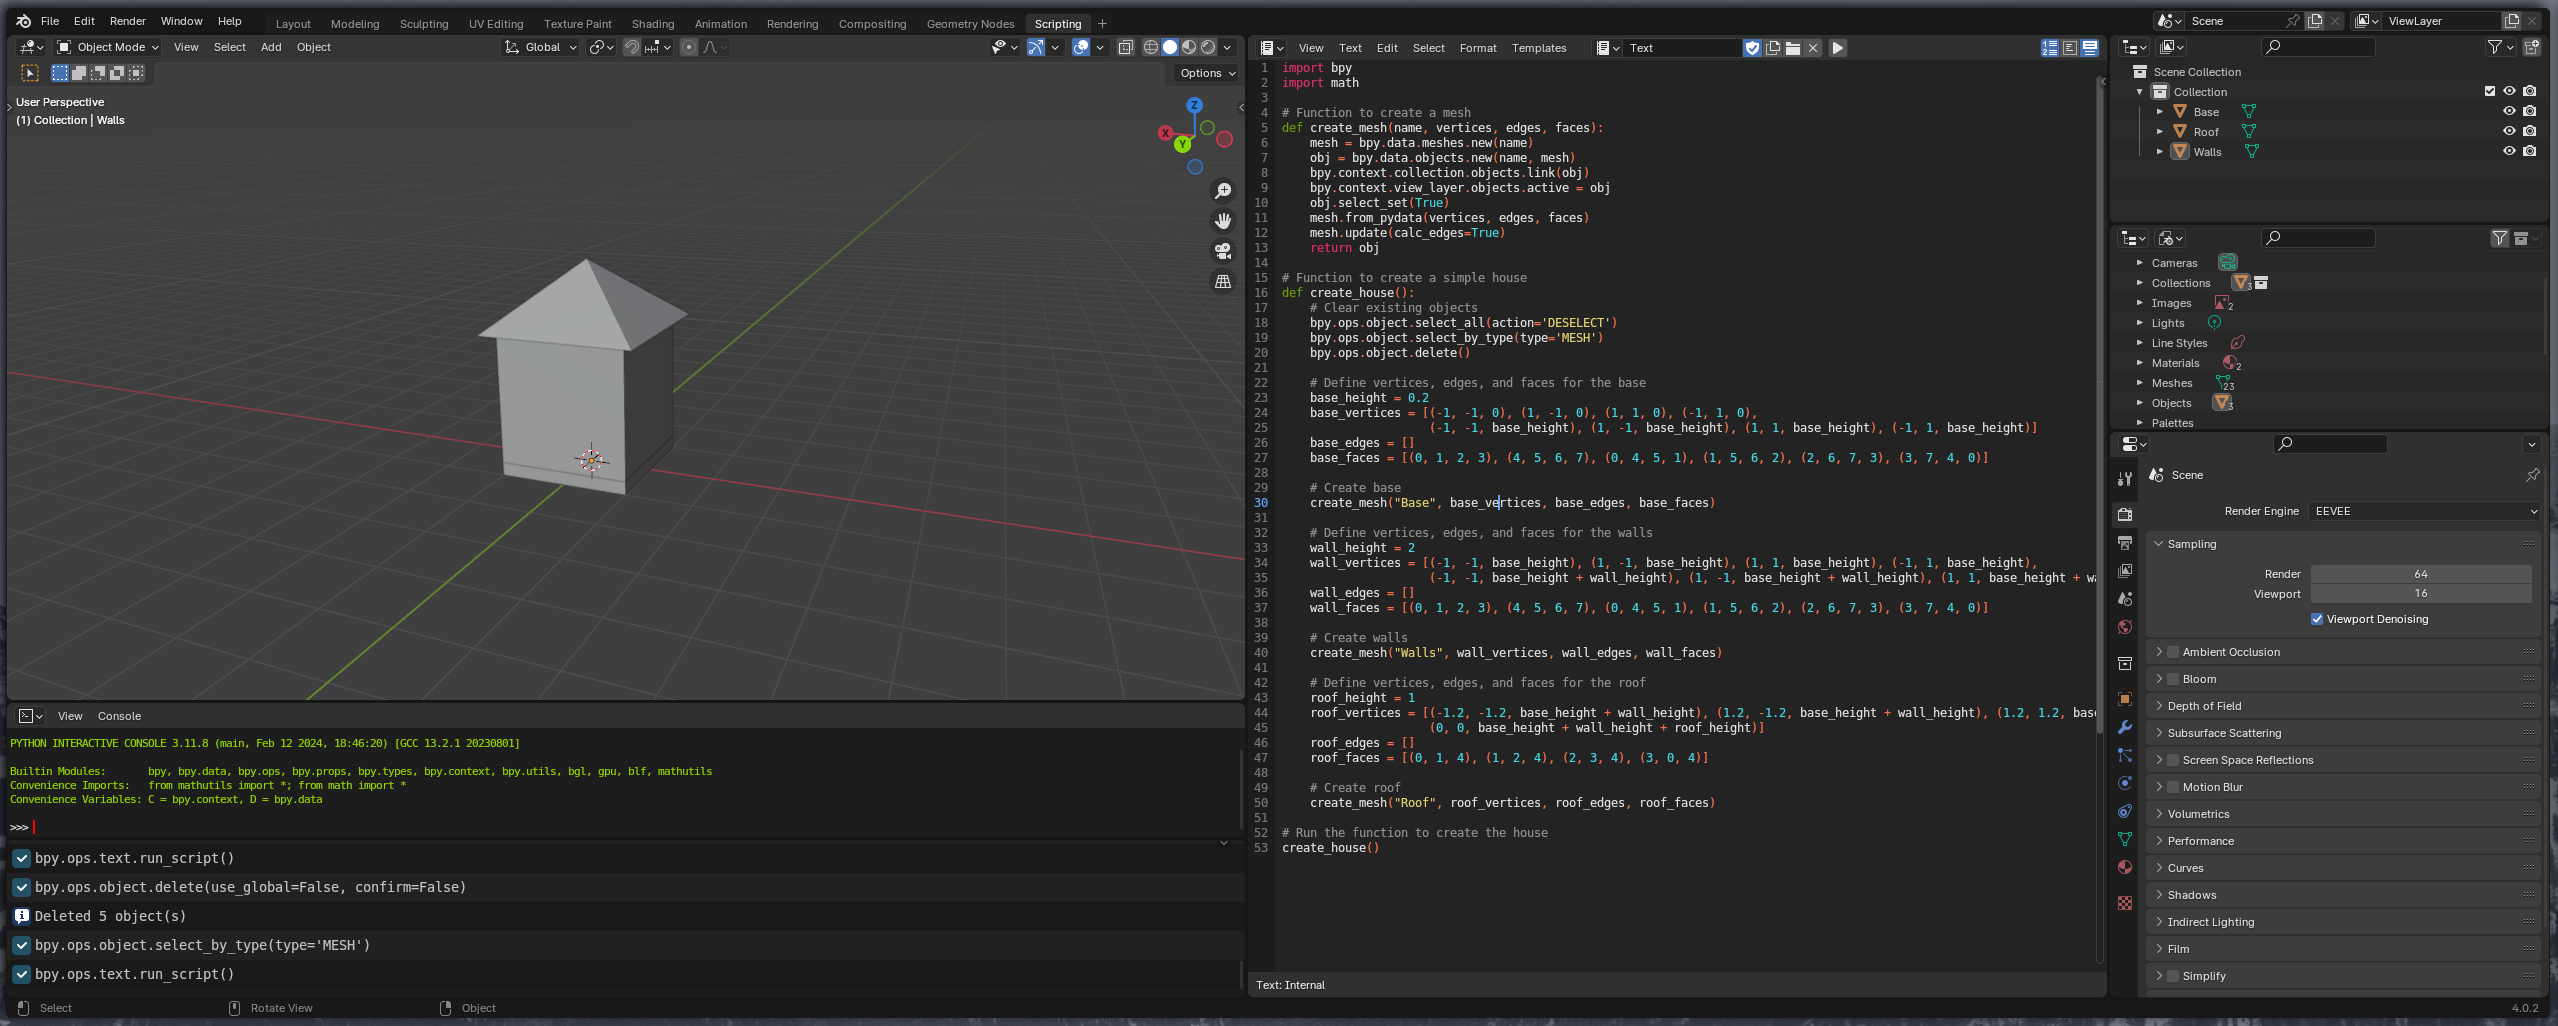 File Edit Render Window Help Layout Modeling Sculpting UV Editing Texture Paint Shading Animation Rendering Compositing Geometry Nodes Scripting + Scene ViewLayer
Object Mode View Select Add Object Global
Options
User Perspective
(1) Collection | Walls
Z
X
Y
View Console
PYTHON INTERACTIVE CONSOLE 3.11.8 (main, Feb 12 2024, 18:46:20) [GCC 13.2.1 20230801]
Builtin Modules: bpy, bpy.data, bpy.ops, bpy.props, bpy.types, bpy.context, bpy.utils, bgl, gpu, blf, mathutils
Convenience Imports: from mathutils import *; from math import *
Convenience Variables: C = bpy.context, D = bpy.data
>>>
bpy.ops.text.run_script()
bpy.ops.object.delete(use_global=False, confirm=False)
Deleted 5 object(s)
bpy.ops.object.select_by_type(type='MESH')
bpy.ops.text.run_script()
Select Rotate View Object
View Text Edit Select Format Templates Text
1 import bpy
2 import math
3
4 # Function to create a mesh
5 def create_mesh(name, vertices, edges, faces):
6     mesh = bpy.data.meshes.new(name)
7     obj = bpy.data.objects.new(name, mesh)
8     bpy.context.collection.objects.link(obj)
9     bpy.context.view_layer.objects.active = obj
10     obj.select_set(True)
11     mesh.from_pydata(vertices, edges, faces)
12     mesh.update(calc_edges=True)
13     return obj
14
15 # Function to create a simple house
16 def create_house():
17     # Clear existing objects
18     bpy.ops.object.select_all(action='DESELECT')
19     bpy.ops.object.select_by_type(type='MESH')
20     bpy.ops.object.delete()
21
22     # Define vertices, edges, and faces for the base
23     base_height = 0.2
24     base_vertices = [(-1, -1, 0), (1, -1, 0), (1, 1, 0), (-1, 1, 0),
25                      (-1, -1, base_height), (1, -1, base_height), (1, 1, base_height), (-1, 1, base_height)]
26     base_edges = []
27     base_faces = [(0, 1, 2, 3), (4, 5, 6, 7), (0, 4, 5, 1), (1, 5, 6, 2), (2, 6, 7, 3), (3, 7, 4, 0)]
28
29     # Create base
30     create_mesh("Base", base_vertices, base_edges, base_faces)
31
32     # Define vertices, edges, and faces for the walls
33     wall_height = 2
34     wall_vertices = [(-1, -1, base_height), (1, -1, base_height), (1, 1, base_height), (-1, 1, base_height),
35                      (-1, -1, base_height + wall_height), (1, -1, base_height + wall_height), (1, 1, base_height + w
36     wall_edges = []
37     wall_faces = [(0, 1, 2, 3), (4, 5, 6, 7), (0, 4, 5, 1), (1, 5, 6, 2), (2, 6, 7, 3), (3, 7, 4, 0)]
38
39     # Create walls
40     create_mesh("Walls", wall_vertices, wall_edges, wall_faces)
41
42     # Define vertices, edges, and faces for the roof
43     roof_height = 1
44     roof_vertices = [(-1.2, -1.2, base_height + wall_height), (1.2, -1.2, base_height + wall_height), (1.2, 1.2, bas
45                      (0, 0, base_height + wall_height + roof_height)]
46     roof_edges = []
47     roof_faces = [(0, 1, 4), (1, 2, 4), (2, 3, 4), (3, 0, 4)]
48
49     # Create roof
50     create_mesh("Roof", roof_vertices, roof_edges, roof_faces)
51
52 # Run the function to create the house
53 create_house()
Text: Internal
Scene Collection
Collection
Base
Roof
Walls
Cameras
Collections 3
Images 2
Lights
Line Styles
Materials 2
Meshes 23
Objects 3
Palettes
Scene
Render Engine EEVEE
Sampling
Render 64
Viewport 16
Viewport Denoising
Ambient Occlusion
Bloom
Depth of Field
Subsurface Scattering
Screen Space Reflections
Motion Blur
Volumetrics
Performance
Curves
Shadows
Indirect Lighting
Film
Simplify
4.0.2